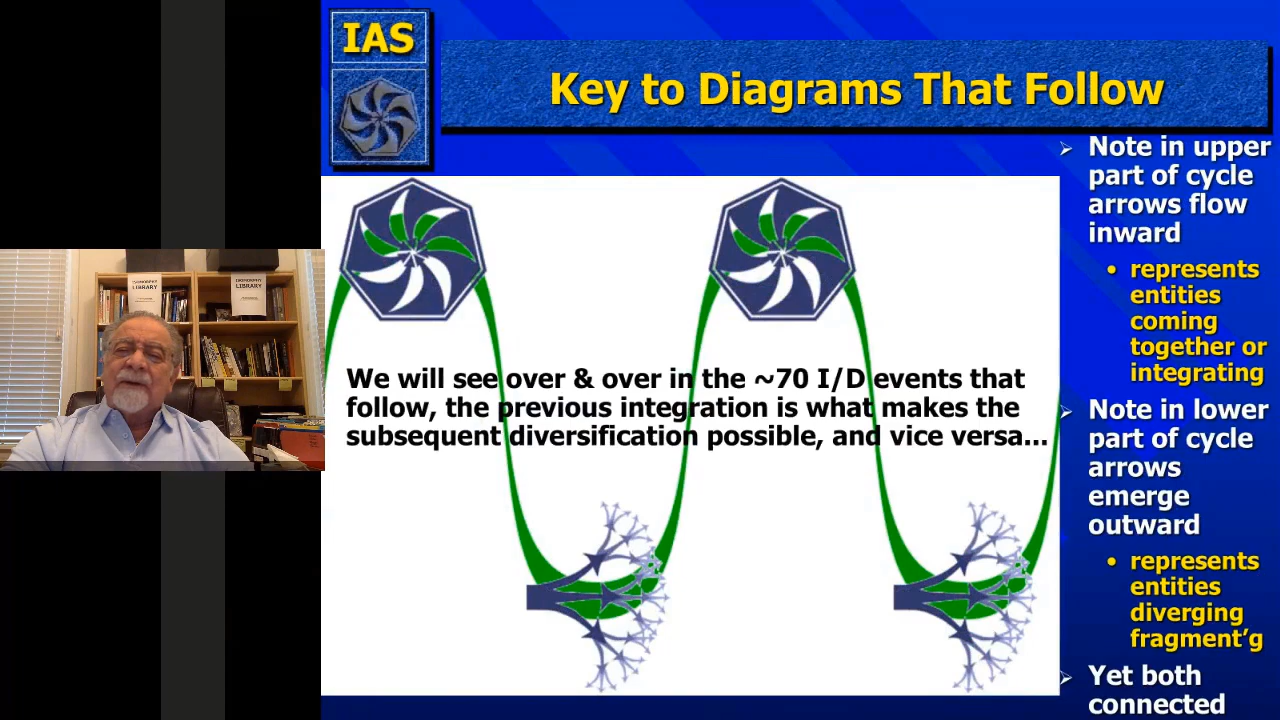 IAS
Key to Diagrams That Follow
We will see over & over in the ~70 I/D events that
follow, the previous integration is what makes the
subsequent diversification possible, and vice versa...
Note in upper
part of cycle
arrows flow
inward
represents
entities
coming
together or
integrating
Note in lower
part of cycle
arrows
emerge
outward
represents
entities
diverging
fragment'g
Yet both
connected
ISOMORPHY
LIBRARY
LIBRARY